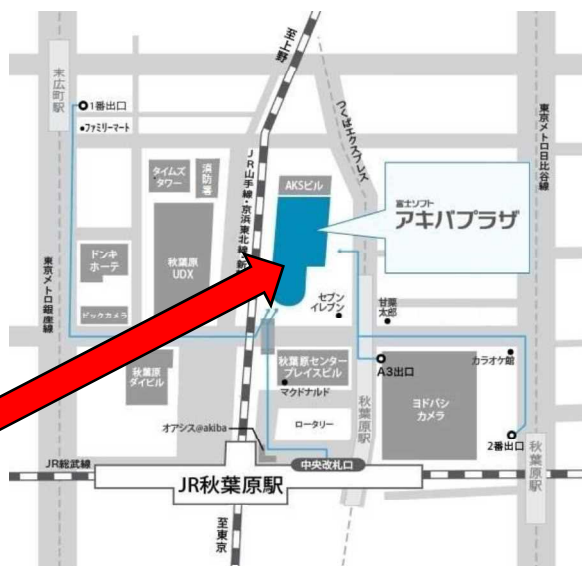 至上野
末広町駅
1番出口
•ファミリーマート
タイムズ
タワー
消防署
JR山手線・京浜東北線・新
つくばエクスプレス
東京メトロ日比谷線
AKSビル
富士ソフト
アキバプラザ
東京メトロ銀座線
ドンキ
ホーテ
秋葉原
UDX
ビックカメラ
セブン
イレブン
甘栗
太郎
秋葉原
ダイビル
秋葉原センター
プレイスビル
マクドナルド
A3出口
カラオケ館
ヨドバシ
カメラ
オアシス@akiba
ロータリー
秋葉原駅
2番出口
秋葉原駅
JR総武線
中央改札口
JR秋葉原駅
至東京